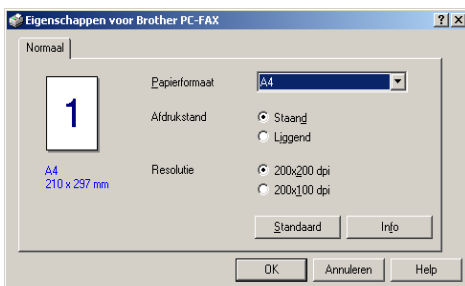 Eigenschappen voor Brother PC-FAX
Normaal
1
Papierformaat
A4
Afdrukstand
Staand
Liggend
A4
210 x 297 mm
Resolutie
200x200 dpi
200x100 dpi
Standaard
Info
OK
Annuleren
Help